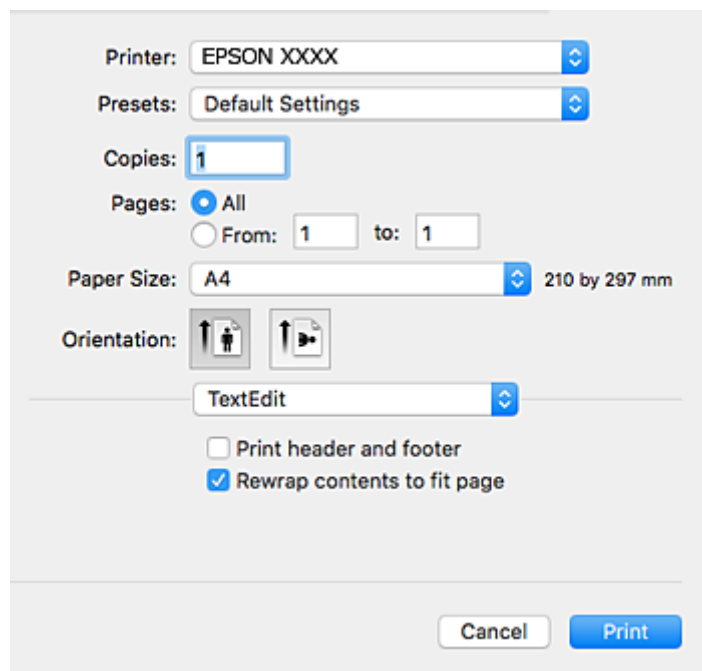 Printer: EPSON XXXX
Presets: Default Settings
Copies: 1
Pages: All
From: 1 to: 1
Paper Size: A4 210 by 297 mm
Orientation:
TextEdit
Print header and footer
Rewrap contents to fit page
Cancel Print